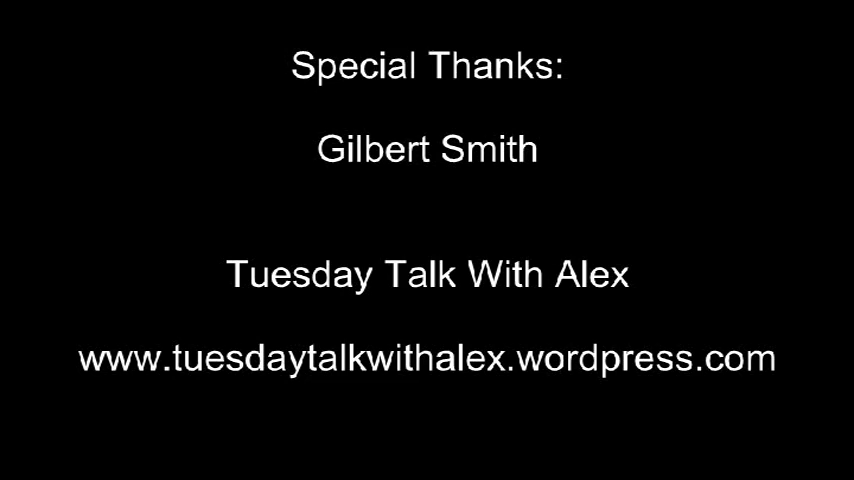 Special Thanks:
Gilbert Smith
Tuesday Talk With Alex
www.tuesdaytalkwithalex.wordpress.com